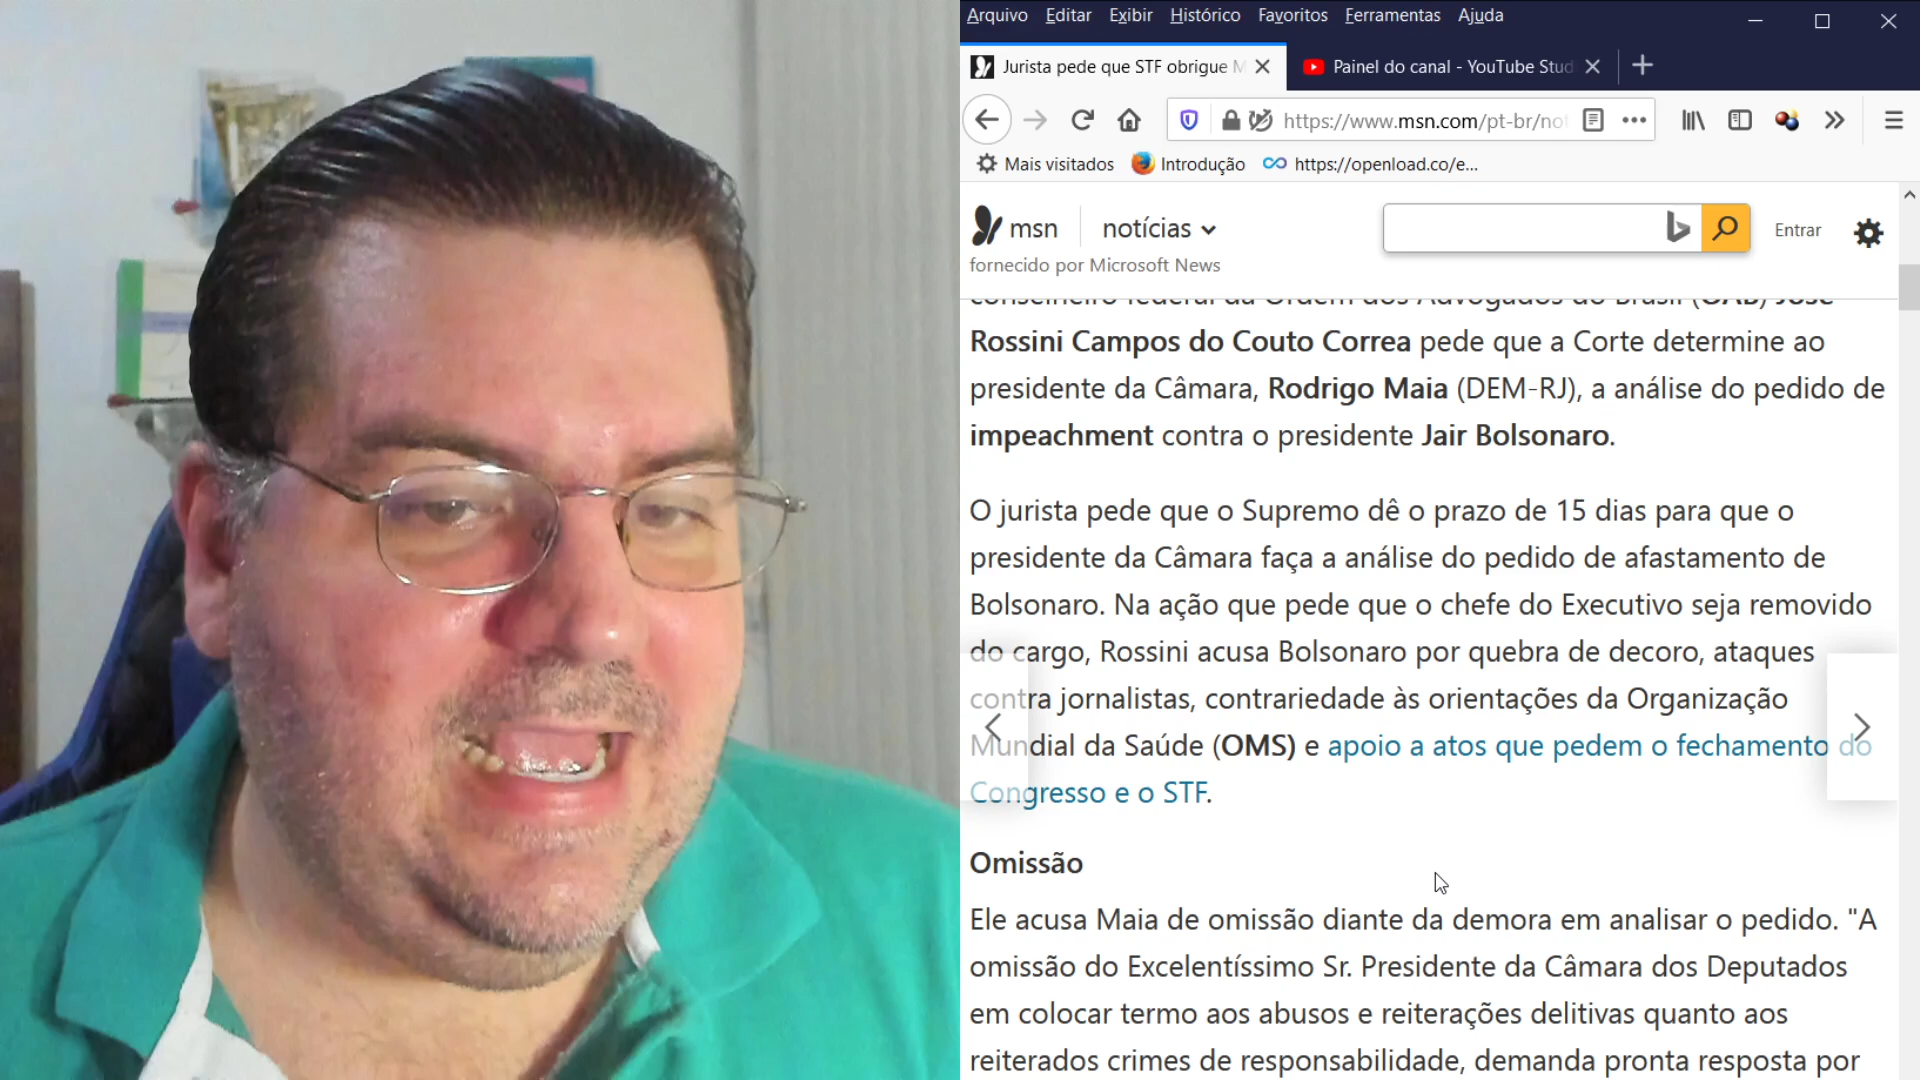 Arquivo Editar Exibir Histórico Favoritos Ferramentas Ajuda
Jurista pede que STF obrigue M
Painel do canal - YouTube Stud
https://www.msn.com/pt-br/no
Mais visitados Introdução https://openload.co/e...
msn notícias
Entrar
fornecido por Microsoft News
conselheiro federal da Ordem dos Advogados do Brasil (OAB) José
Rossini Campos do Couto Correa pede que a Corte determine ao
presidente da Câmara, Rodrigo Maia (DEM-RJ), a análise do pedido de
impeachment contra o presidente Jair Bolsonaro.
O jurista pede que o Supremo dê o prazo de 15 dias para que o
presidente da Câmara faça a análise do pedido de afastamento de
Bolsonaro. Na ação que pede que o chefe do Executivo seja removido
do cargo, Rossini acusa Bolsonaro por quebra de decoro, ataques
contra jornalistas, contrariedade às orientações da Organização
Mundial da Saúde (OMS) e apoio a atos que pedem o fechamento do
Congresso e o STF.
Omissão
Ele acusa Maia de omissão diante da demora em analisar o pedido. "A
omissão do Excelentíssimo Sr. Presidente da Câmara dos Deputados
em colocar termo aos abusos e reiterações delitivas quanto aos
reiterados crimes de responsabilidade, demanda pronta resposta por